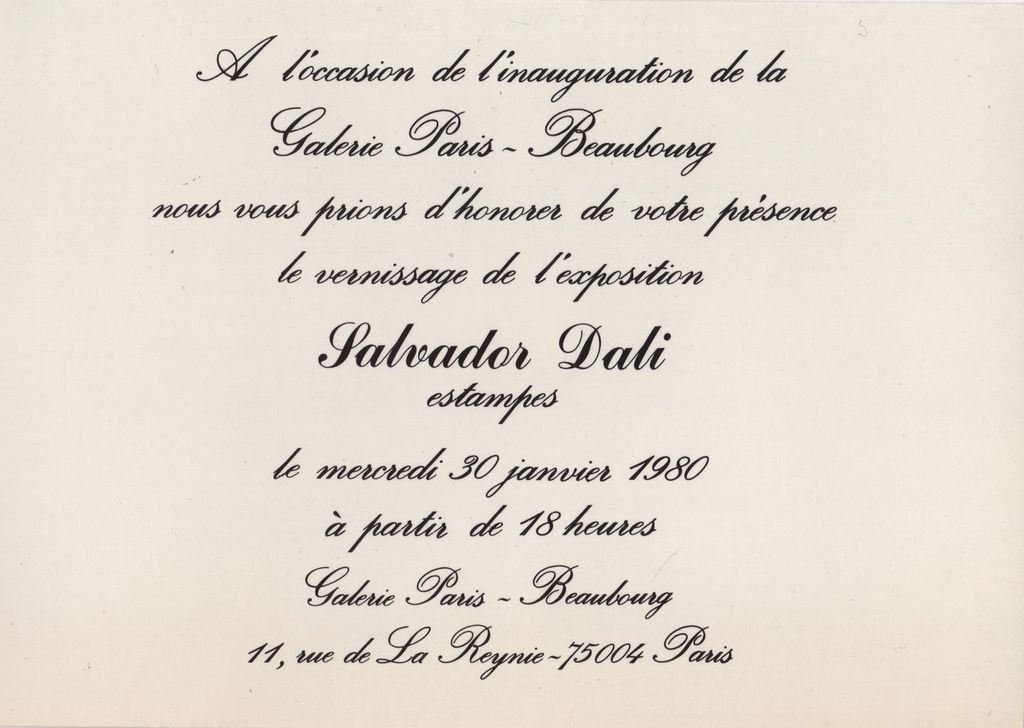 A l'occasion de l'inauguration de la
Galerie Paris ~ Beaubourg
nous vous prions d'honorer de votre présence
le vernissage de l'exposition
Salvador Dali
estampes
le mercredi 30 janvier 1980
à partir de 18 heures
Galerie Paris ~ Beaubourg
11, rue de La Reynie ~ 75004 Paris